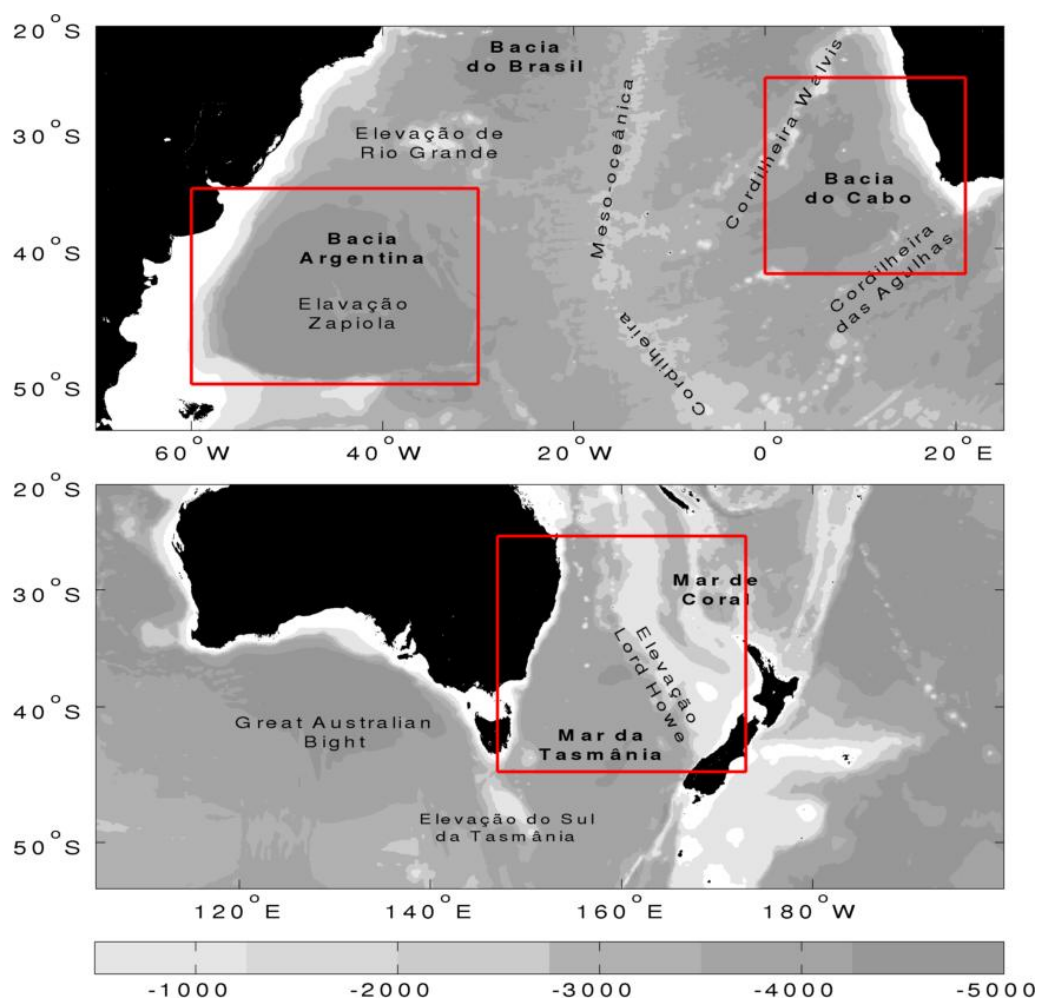 20°S
30°S
40°S
50°S
Bacia
do Brasil
Elevação de
Rio Grande
Bacia
Argentina
Elavação
Zapiola
Meso-oceânica
Cordilheira
Cordilheira Walvis
Bacia
do Cabo
Cordilheira
das Agulhas
60°W
40°W
20°W
0°
20°E
20°S
30°S
40°S
50°S
Mar de
Coral
Elevação
Lord Howe
Great Australian
Bight
Mar da
Tasmânia
Elevação do Sul
da Tasmânia
120°E
140°E
160°E
180°W
-1000
-2000
-3000
-4000
-5000